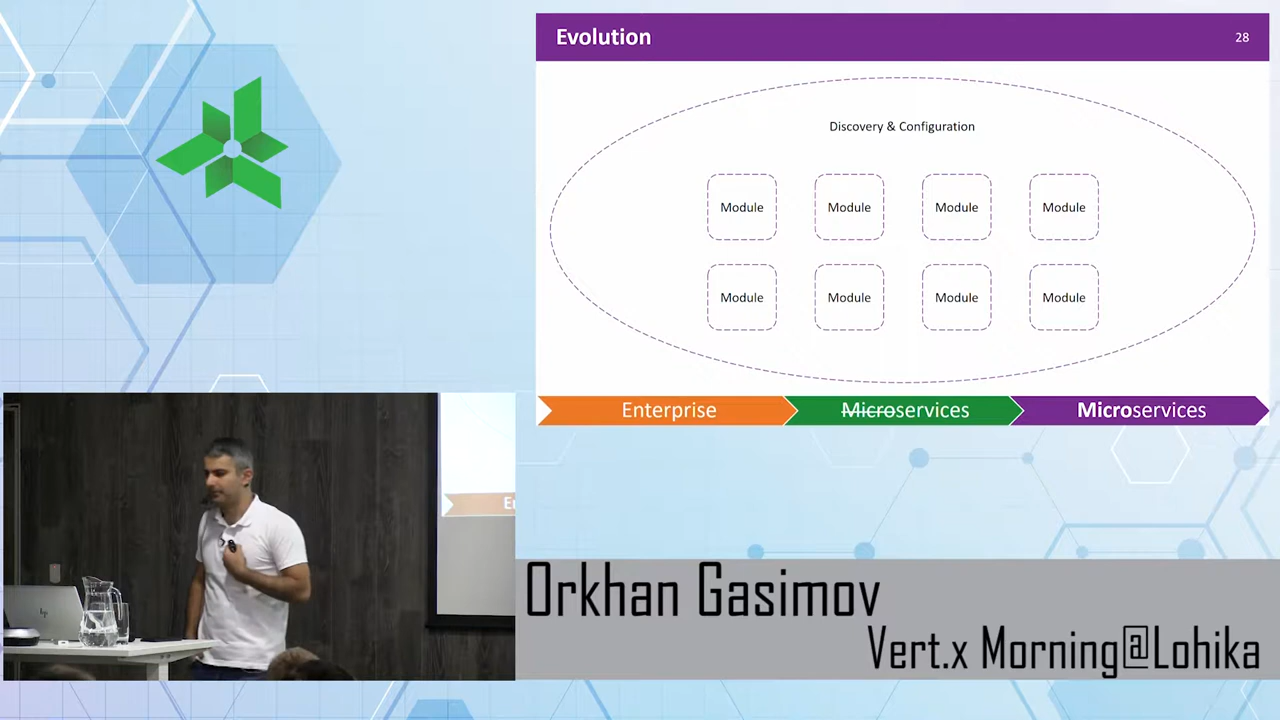 Evolution
28
Discovery & Configuration
Module Module Module Module
Module Module Module Module
Enterprise Microservices Microservices
hp
E
Orkhan Gasimov
Vert.x Morning@Lohika